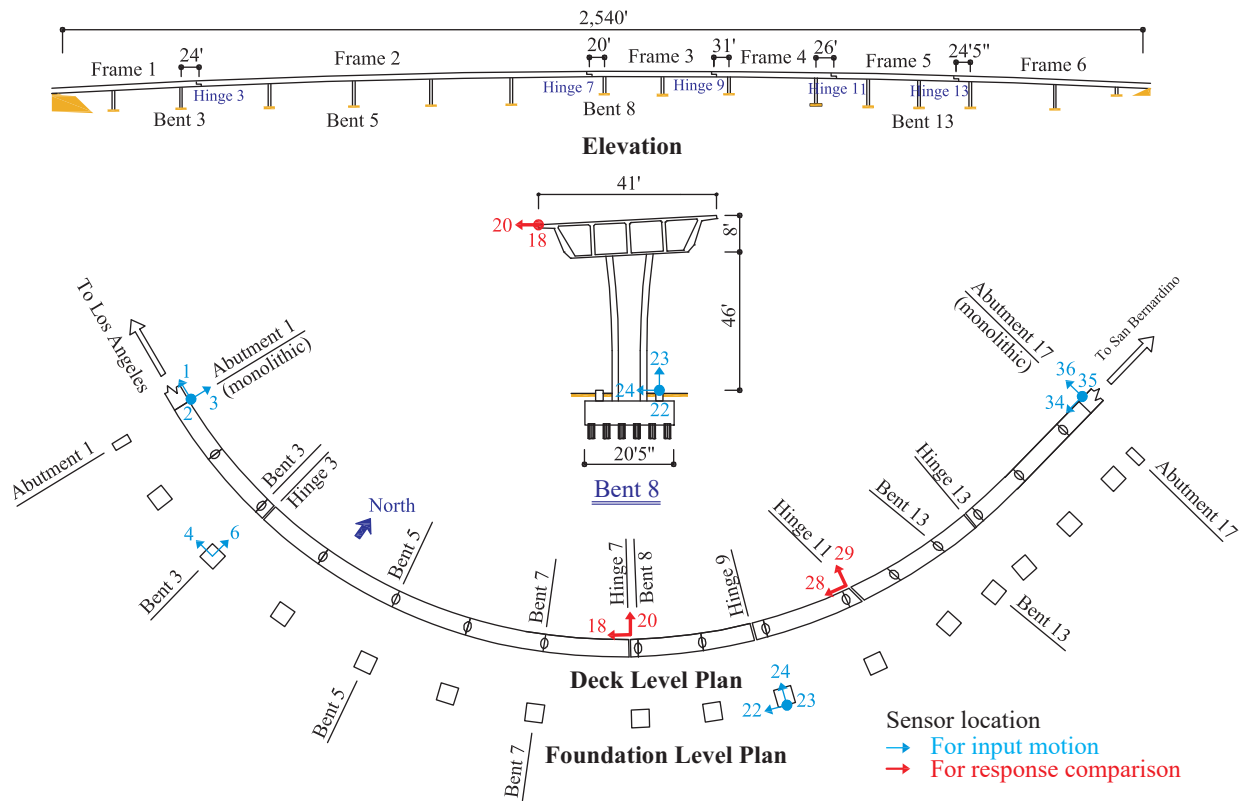 2,540'
24'
20'
31'
26'
24'5"
Frame 1
Frame 2
Frame 3
Frame 4
Frame 5
Frame 6
Hinge 3
Hinge 7
Hinge 9
Hinge 11
Hinge 13
Bent 3
Bent 5
Bent 8
Bent 13
Elevation
41'
20
18
8'
46'
23
24
22
20'5"
Bent 8
To Los Angeles
Abutment 1
(monolithic)
1
2
3
Abutment 17
(monolithic)
To San Bernardino
36
35
34
Abutment 1
Bent 3
Hinge 3
North
4
6
Bent 3
Bent 5
Bent 7
Hinge 7
Bent 8
Hinge 9
Hinge 11
Bent 13
Hinge 13
29
28
18
20
Abutment 17
Bent 13
Deck Level Plan
Bent 5
Bent 7
24
22
23
Foundation Level Plan
Sensor location
For input motion
For response comparison